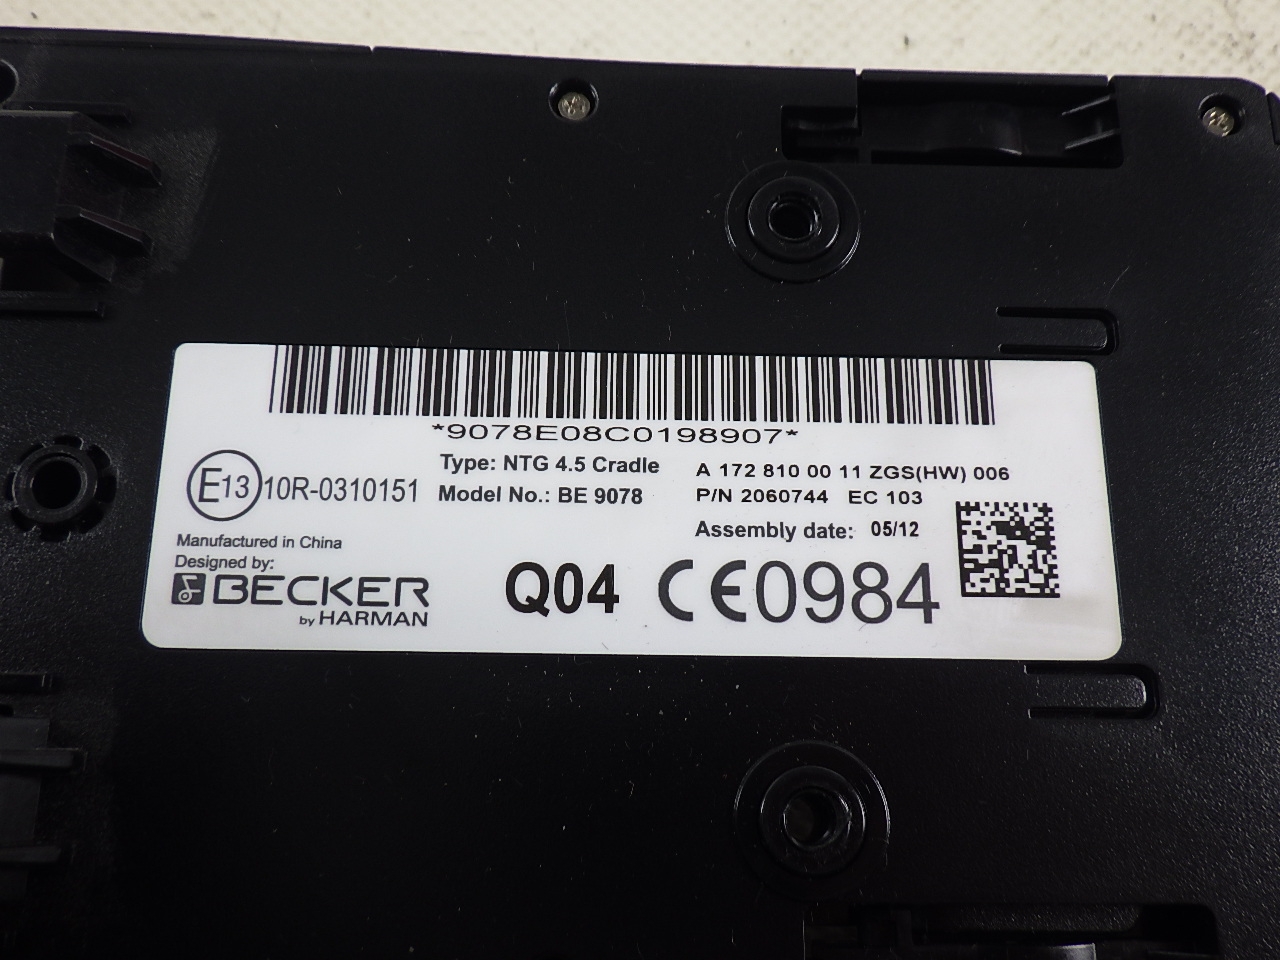 *9078E08C0198907*
E13 10R-0310151
Type: NTG 4.5 Cradle
Model No.: BE 9078
A 172 810 00 11 ZGS(HW) 006
P/N 2060744 EC 103
Assembly date: 05/12
Manufactured in China
Designed by:
BECKER
by HARMAN
Q04
CE0984